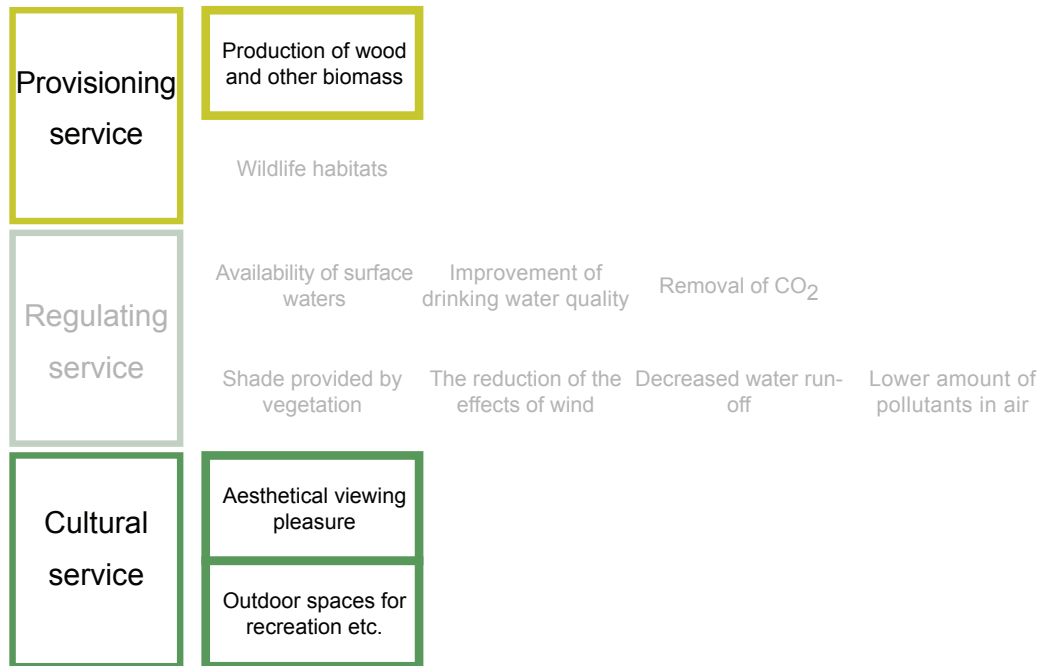 Provisioning
service
Production of wood
and other biomass
Wildlife habitats
Regulating
service
Availability of surface
waters
Improvement of
drinking water quality
Removal of CO2
Shade provided by
vegetation
The reduction of the
effects of wind
Decreased water run-
off
Lower amount of
pollutants in air
Cultural
service
Aesthetical viewing
pleasure
Outdoor spaces for
recreation etc.